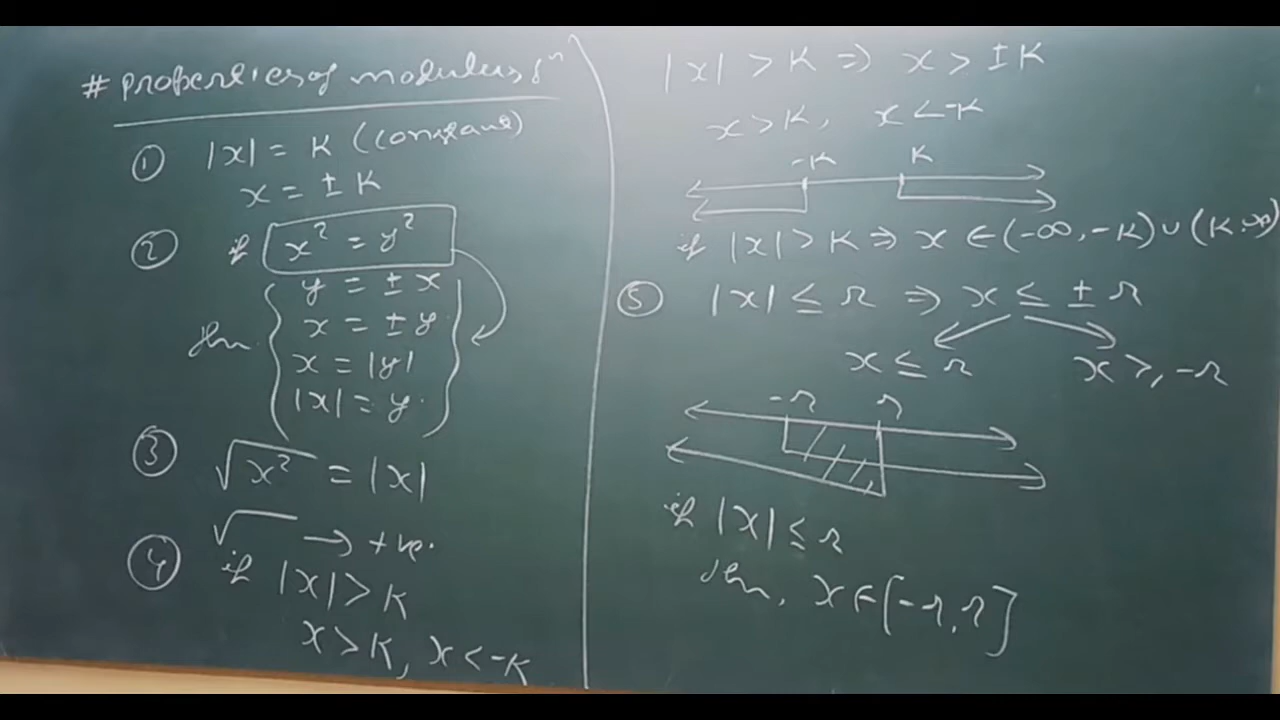 # Properties of modulus fⁿ
① |x| = K (constant)
x = ± K
② if x² = y²
y = ± x
then x = ± y
x = |y|
|x| = y
③ √x² = |x|
√ → +ve.
④ if |x| > K
x > K, x < -K
|x| > K ⇒ x > ± K
x > K, x < -K
-K K
if |x| > K ⇒ x ∈ (-∞, -K) ∪ (K, ∞)
⑤ |x| ≤ r ⇒ x ≤ ± r
x ≤ r x ≥, -r
-r r
if |x| ≤ r
then, x ∈ [-r, r]